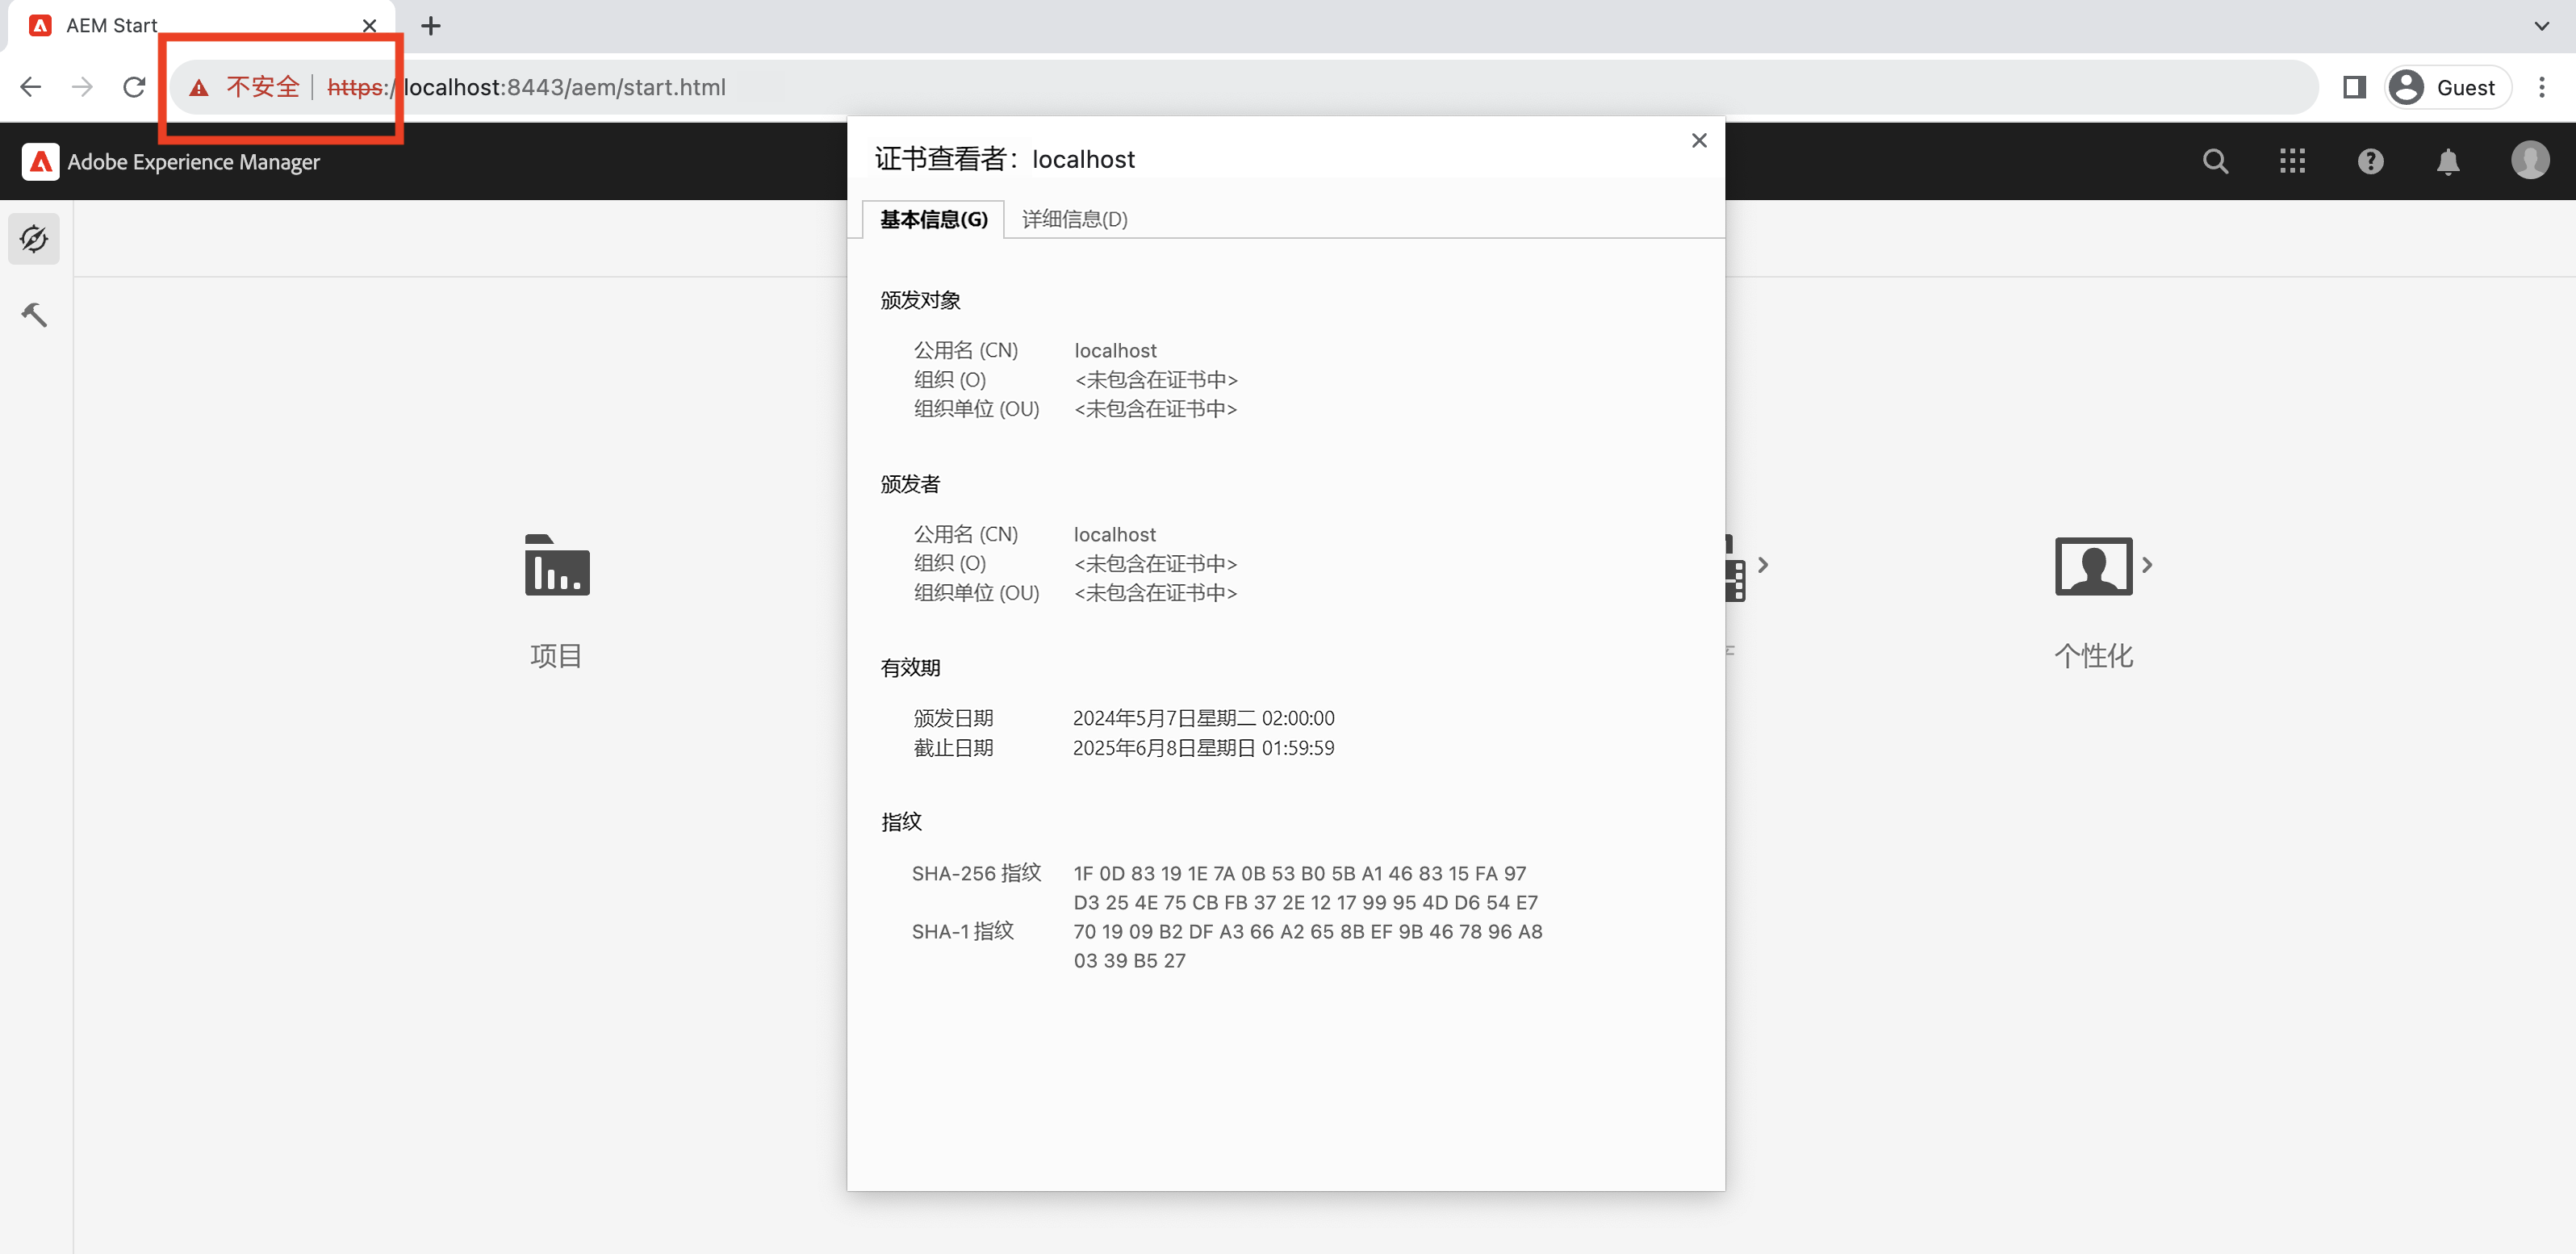 AEM Start
不安全 https:/localhost:8443/aem/start.html
Guest
Adobe Experience Manager
证书查看者：localhost
基本信息(G) 详细信息(D)
颁发对象
公用名 (CN) localhost
组织 (O) <未包含在证书中>
组织单位 (OU) <未包含在证书中>
颁发者
公用名 (CN) localhost
组织 (O) <未包含在证书中>
组织单位 (OU) <未包含在证书中>
有效期
颁发日期 2024年5月7日星期二 02:00:00
截止日期 2025年6月8日星期日 01:59:59
指纹
SHA-256 指纹 1F 0D 83 19 1E 7A 0B 53 B0 5B A1 46 83 15 FA 97
D3 25 4E 75 CB FB 37 2E 12 17 99 95 4D D6 54 E7
SHA-1 指纹 70 19 09 B2 DF A3 66 A2 65 8B EF 9B 46 78 96 A8
03 39 B5 27
项目
个性化